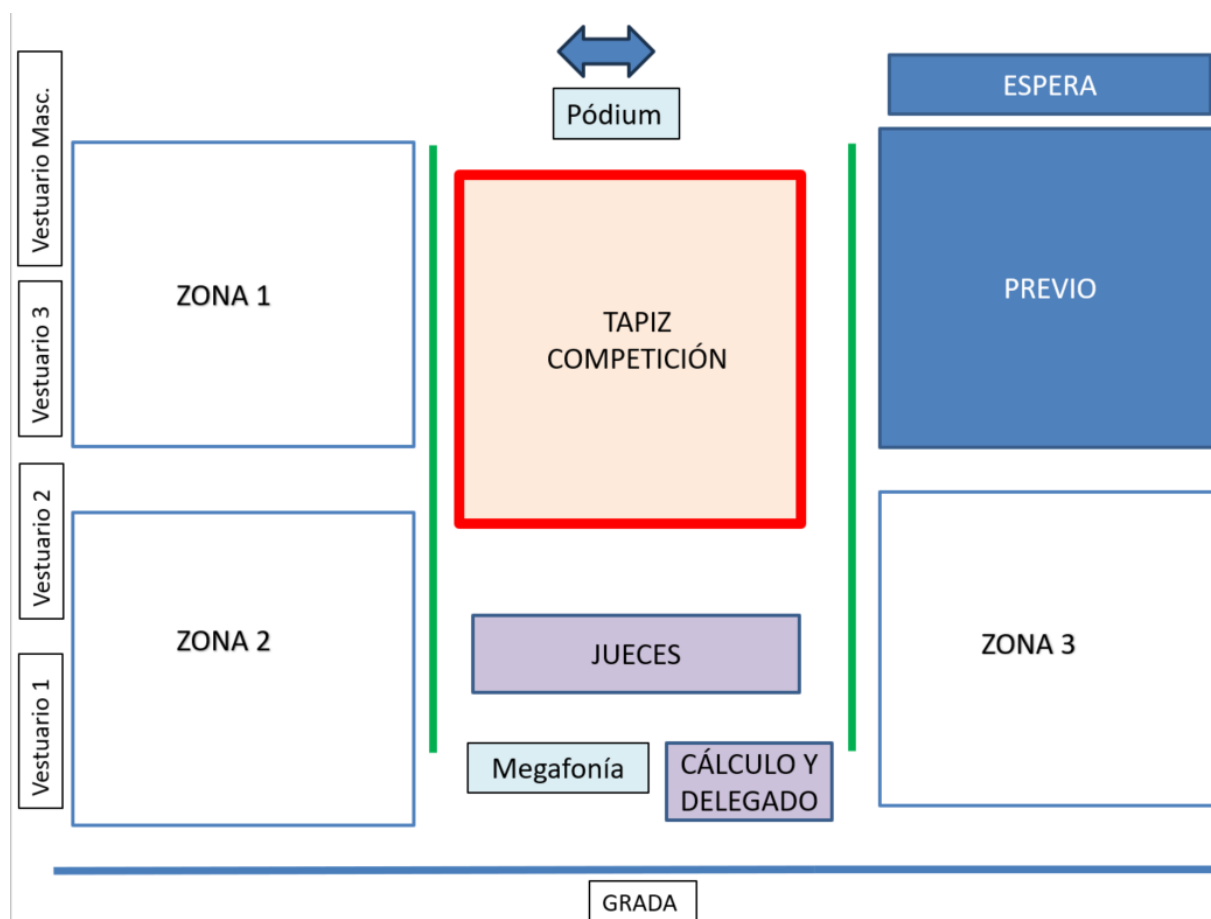 Pódium
ESPERA
Vestuario Masc.
ZONA 1
TAPIZ
COMPETICIÓN
PREVIO
Vestuario 3
Vestuario 2
ZONA 2
JUECES
ZONA 3
Vestuario 1
Megafonía
CÁLCULO Y
DELEGADO
GRADA